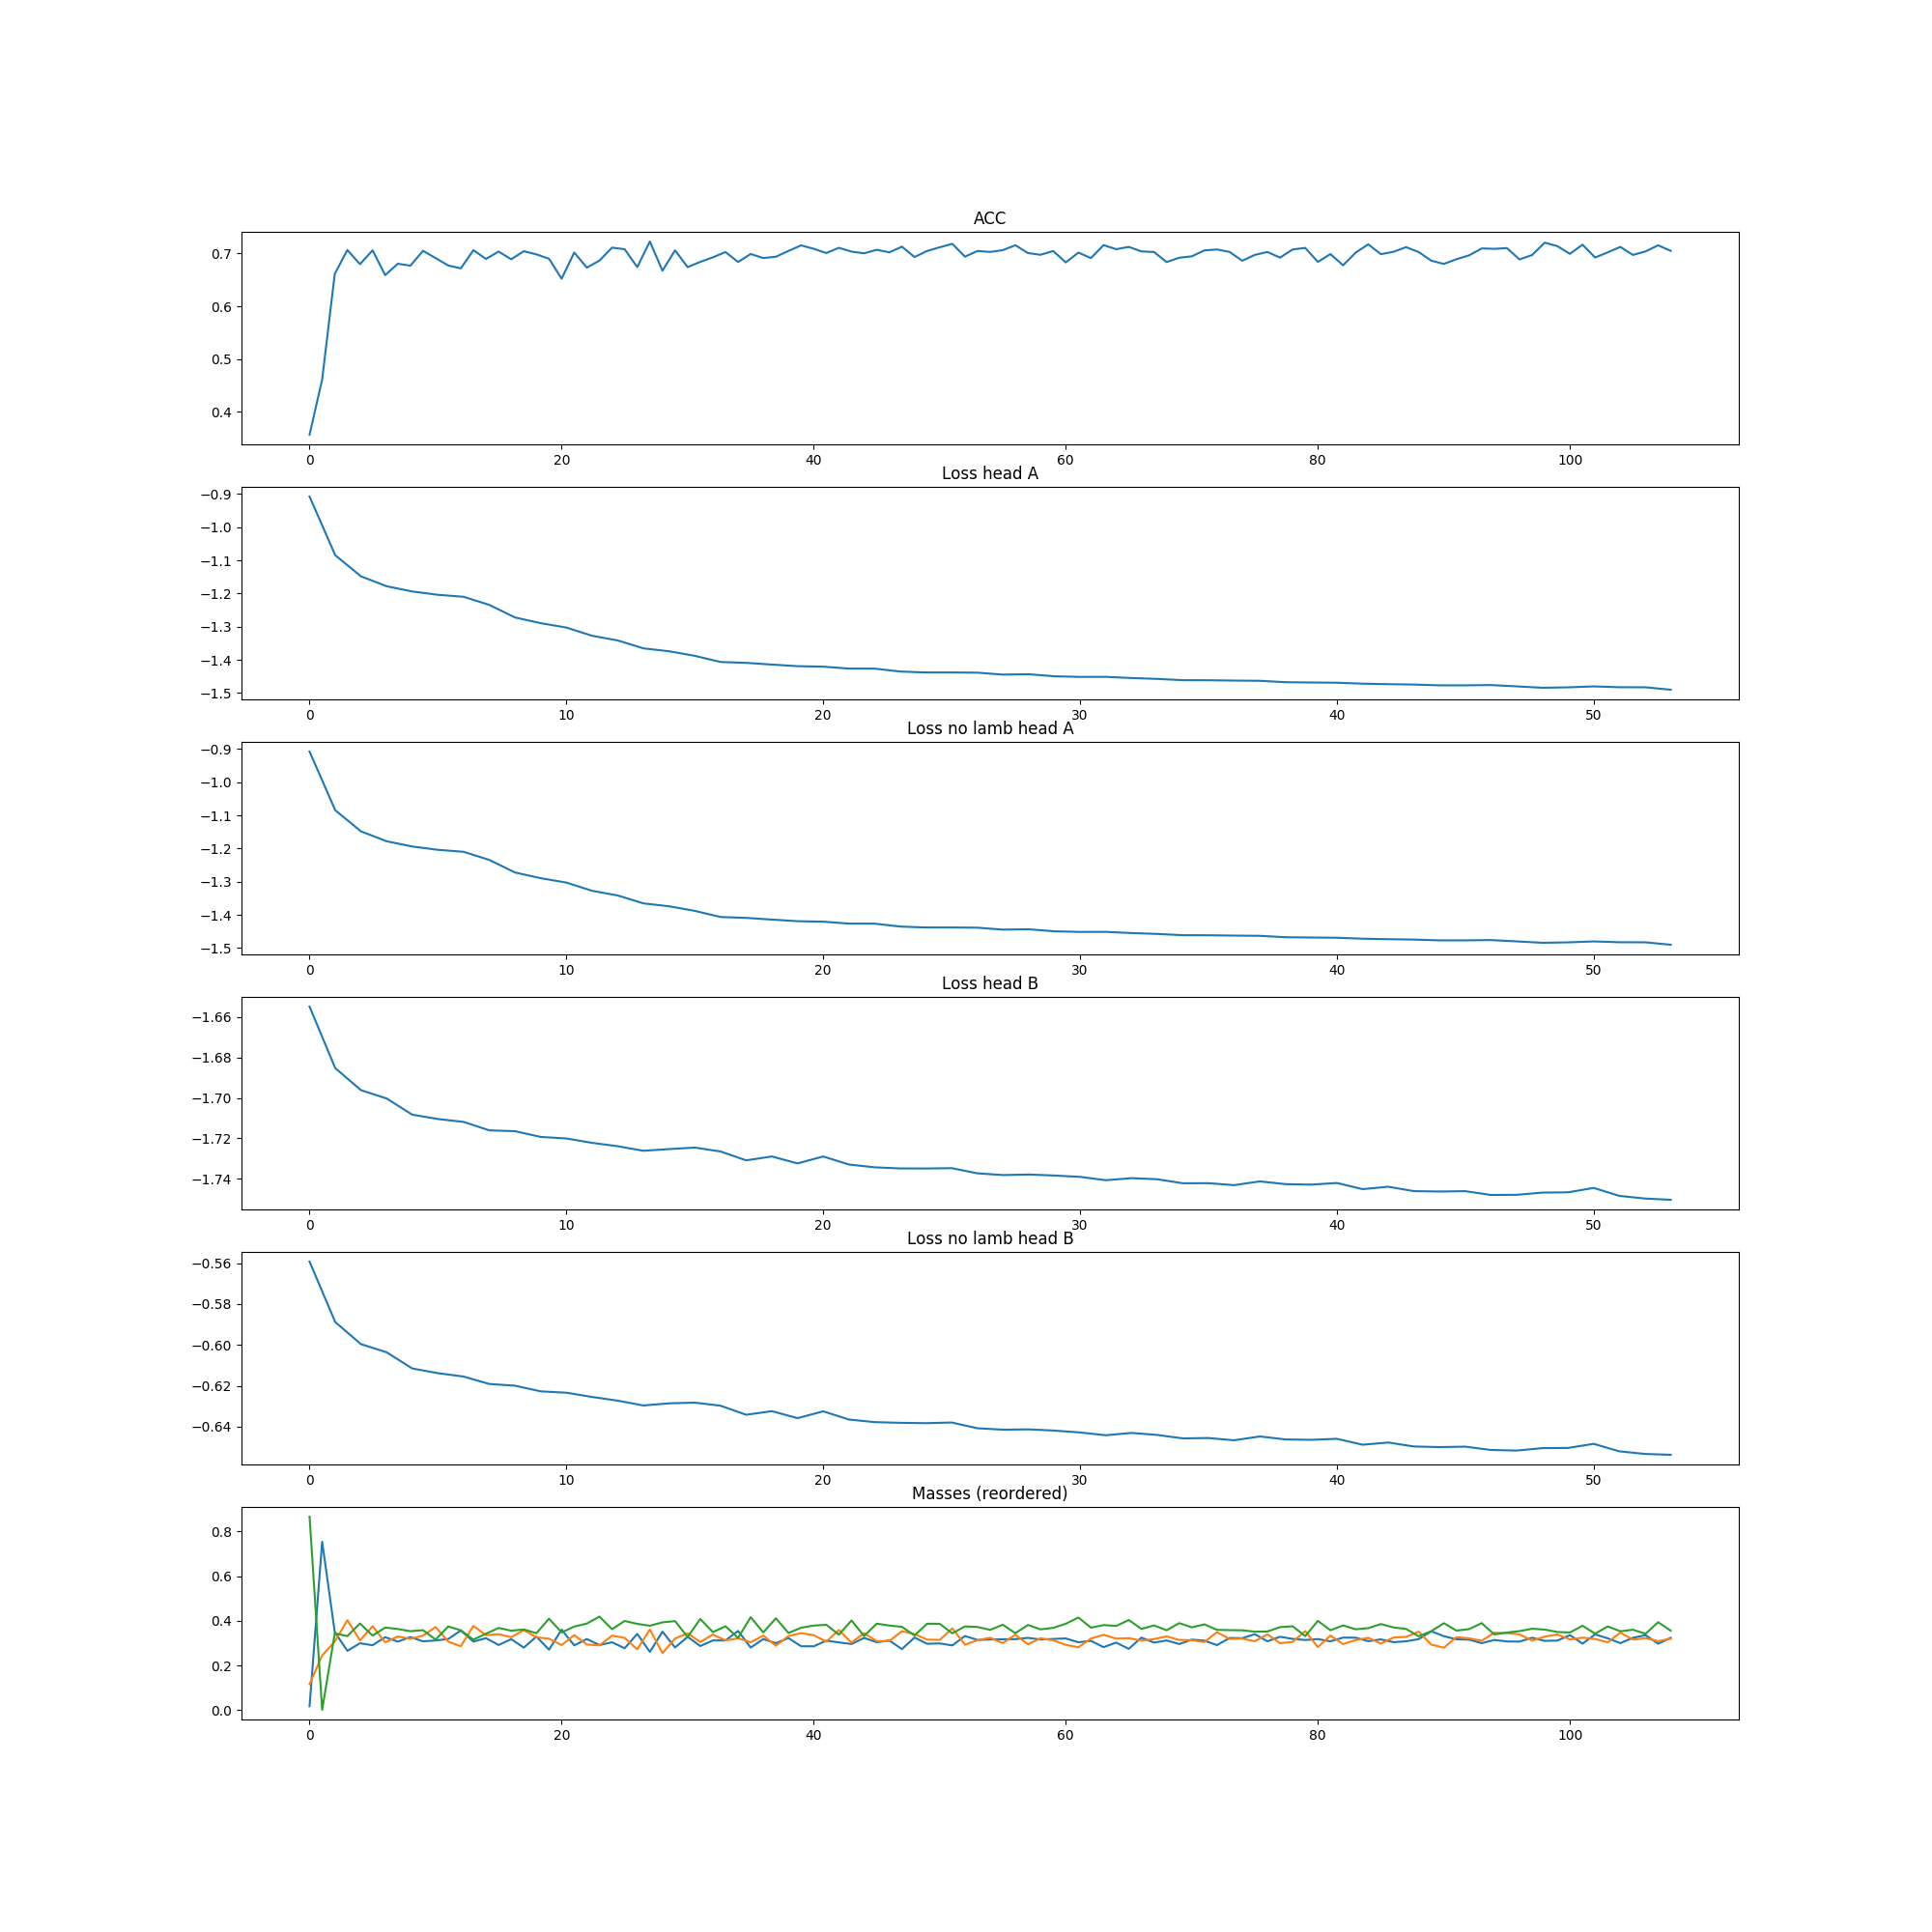 ACC
0.7
0.6
0.5
0.4
0 20 40 60 80 100
Loss head A
−0.9
−1.0
−1.1
−1.2
−1.3
−1.4
−1.5
0 10 20 30 40 50
Loss no lamb head A
−0.9
−1.0
−1.1
−1.2
−1.3
−1.4
−1.5
0 10 20 30 40 50
Loss head B
−1.66
−1.68
−1.70
−1.72
−1.74
0 10 20 30 40 50
Loss no lamb head B
−0.56
−0.58
−0.60
−0.62
−0.64
0 10 20 30 40 50
Masses (reordered)
0.8
0.6
0.4
0.2
0.0
0 20 40 60 80 100